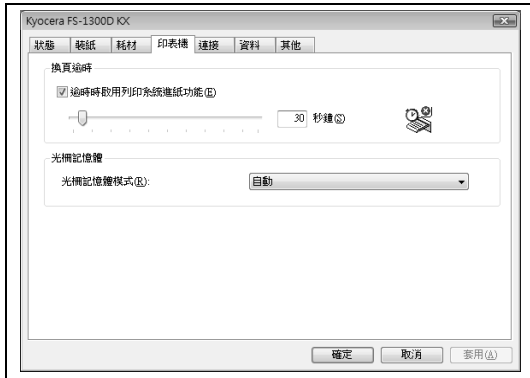 Kyocera FS-1300D KX
狀態 裝紙 耗材 印表機 連接 資料 其他
換頁逾時
逾時時啟用列印系統進紙功能(E)
30 秒鐘(S)
光柵記憶體
光柵記憶體模式(R): 自動
確定 取消 套用(A)